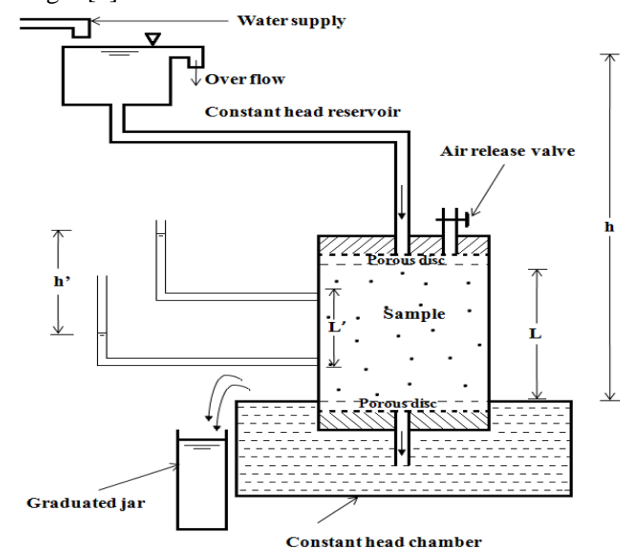 Water supply
Over flow
Constant head reservoir
Air release valve
h
Porous disc
h'
Sample
L'
L
Porous disc
Graduated jar
Constant head chamber